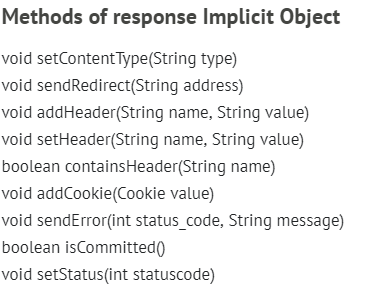 Methods of response Implicit Object
void setContentType(String type)
void sendRedirect(String address)
void addHeader(String name, String value)
void setHeader(String name, String value)
boolean containsHeader(String name)
void addCookie(Cookie value)
void sendError(int status_code, String message)
boolean isCommitted()
void setStatus(int statuscode)